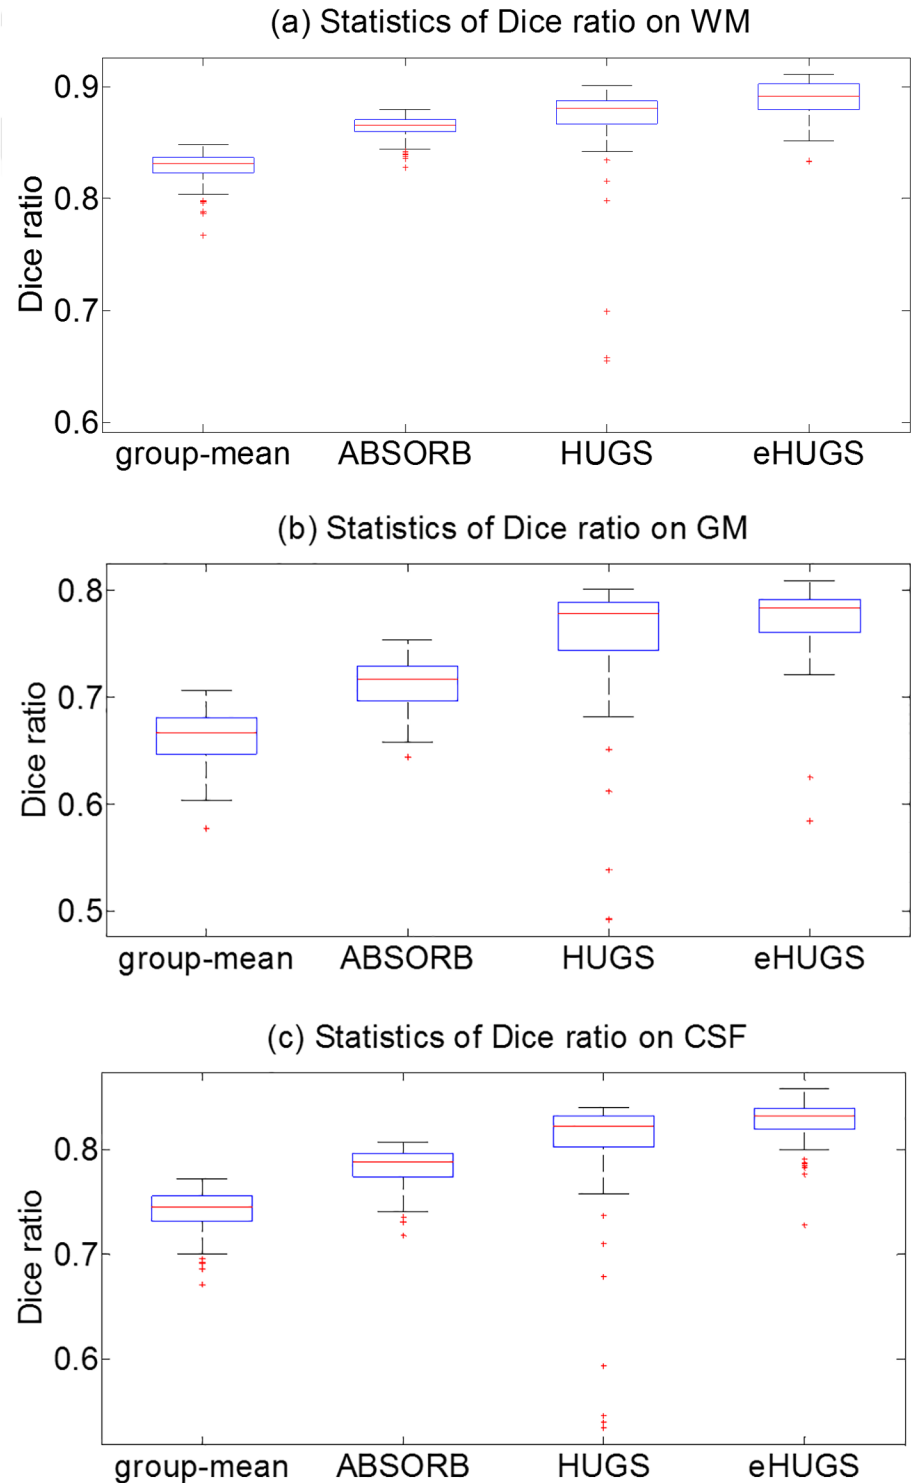 (a) Statistics of Dice ratio on WM
0.9
0.8
0.7
0.6
Dice ratio
group-mean ABSORB HUGS eHUGS
(b) Statistics of Dice ratio on GM
0.8
0.7
0.6
0.5
Dice ratio
group-mean ABSORB HUGS eHUGS
(c) Statistics of Dice ratio on CSF
0.8
0.7
0.6
Dice ratio
group-mean ABSORB HUGS eHUGS